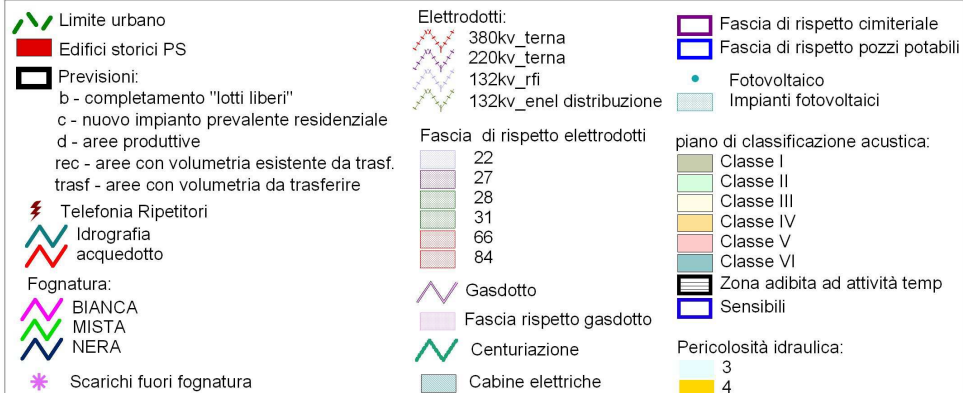 Limite urbano
Edifici storici PS
Previsioni:
b - completamento "lotti liberi"
c - nuovo impianto prevalente residenziale
d - aree produttive
rec - aree con volumetria esistente da trasf.
trasf - aree con volumetria da trasferire
Telefonia Ripetitori
Idrografia
acquedotto
Fognatura:
BIANCA
MISTA
NERA
Scarichi fuori fognatura
Elettrodotti:
380kv_terna
220kv_terna
132kv_rfi
132kv_enel distribuzione
Fascia di rispetto elettrodotti
22
27
28
31
66
84
Gasdotto
Fascia rispetto gasdotto
Centuriazione
Cabine elettriche
Fascia di rispetto cimiteriale
Fascia di rispetto pozzi potabili
Fotovoltaico
Impianti fotovoltaici
piano di classificazione acustica:
Classe I
Classe II
Classe III
Classe IV
Classe V
Classe VI
Zona adibita ad attività temp
Sensibili
Pericolosità idraulica:
3
4